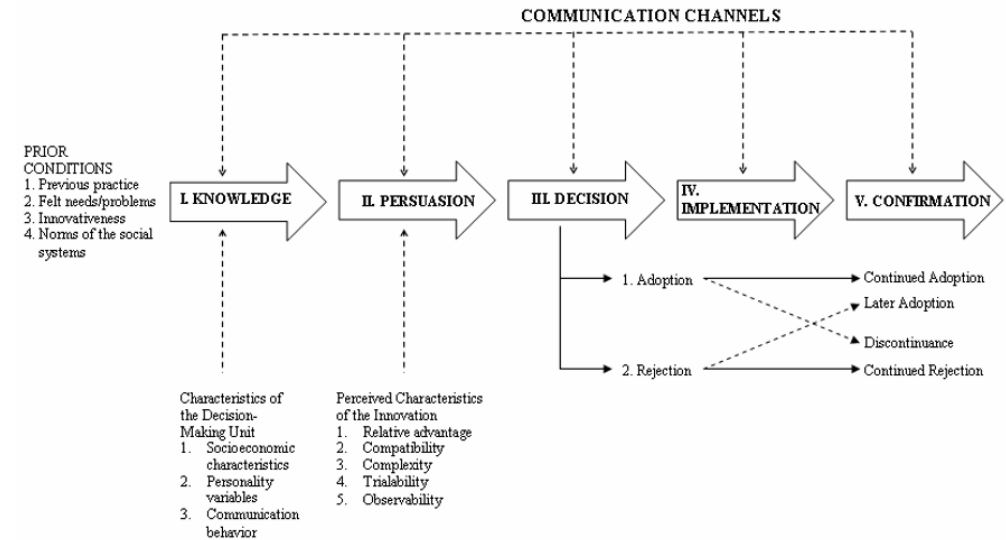 COMMUNICATION CHANNELS
PRIOR
CONDITIONS
1. Previous practice
2. Felt needs/problems
3. Innovativeness
4. Norms of the social
systems
I. KNOWLEDGE
II. PERSUASION
III. DECISION
IV.
IMPLEMENTATION
V. CONFIRMATION
1. Adoption
2. Rejection
Continued Adoption
Later Adoption
Discontinuance
Continued Rejection
Characteristics of
the Decision-
Making Unit
1. Socioeconomic
characteristics
2. Personality
variables
3. Communication
behavior
Perceived Characteristics
of the Innovation
1. Relative advantage
2. Compatibility
3. Complexity
4. Trialability
5. Observability